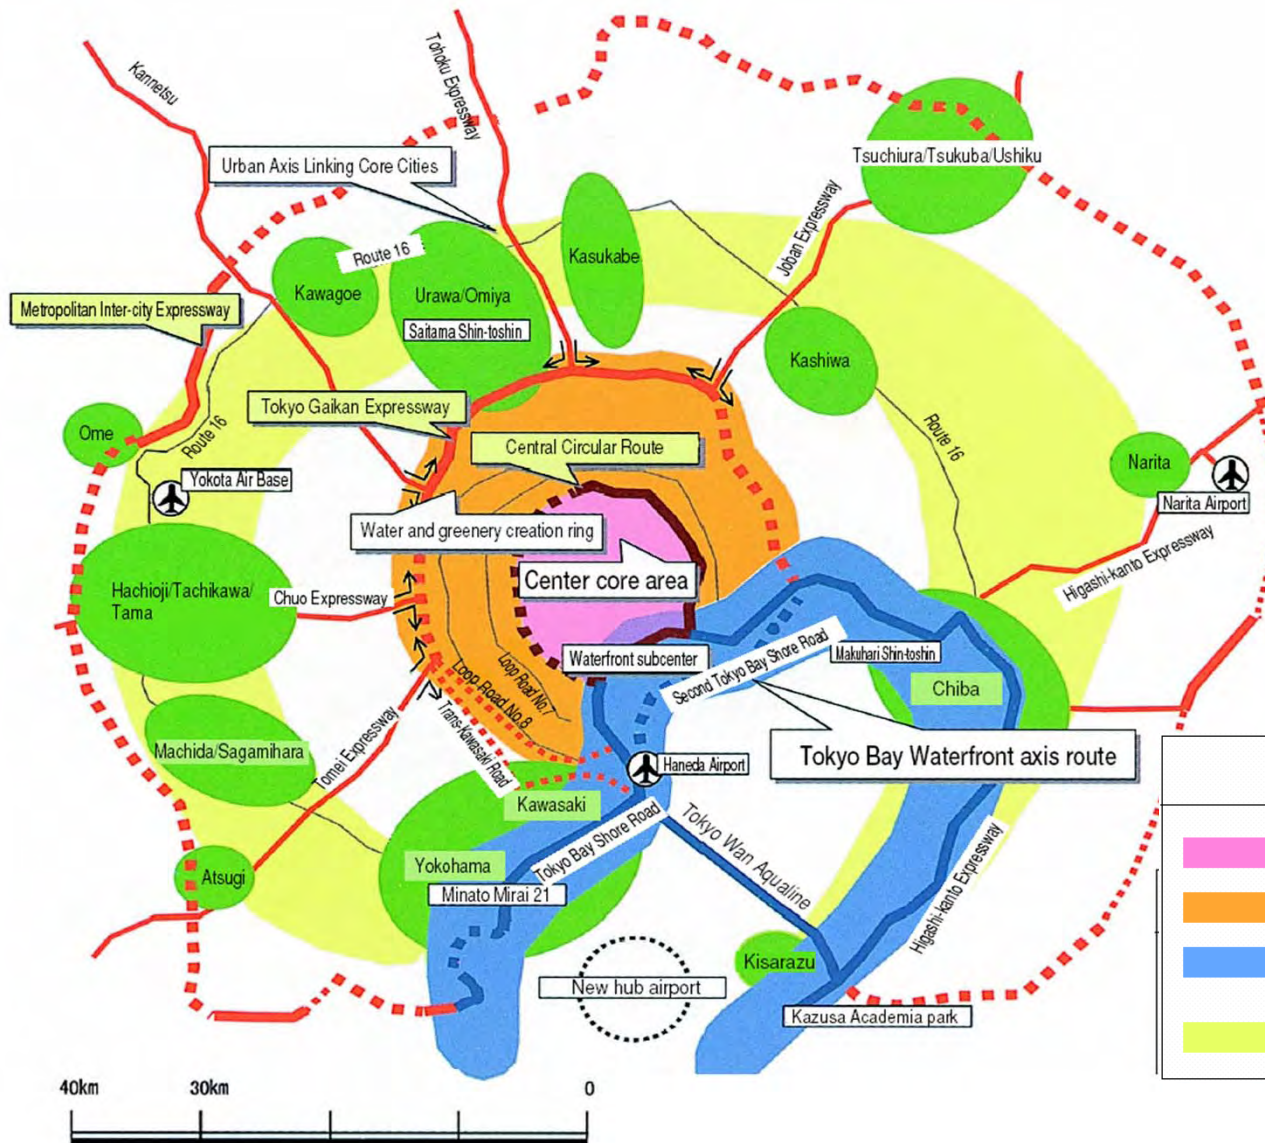 Kannetsu
Tohoku Expressway
Urban Axis Linking Core Cities
Tsuchiura/Tsukuba/Ushiku
Joban Expressway
Route 16
Kasukabe
Kawagoe
Urawa/Omiya
Metropolitan Inter-city Expressway
Saitama Shin-toshin
Kashiwa
Tokyo Gaikan Expressway
Ome
Route 16
Central Circular Route
Route 16
Narita
Yokota Air Base
Narita Airport
Water and greenery creation ring
Higashi-kanto Expressway
Center core area
Hachioji/Tachikawa/
Tama
Chuo Expressway
Waterfront subcenter
Second Tokyo Bay Shore Road
Makuhari Shin-toshin
Loop Road No.7
Loop Road No.8
Chiba
Trans-Kawasaki Road
Machida/Sagamihara
Tomei Expressway
Tokyo Bay Waterfront axis route
Haneda Airport
Kawasaki
Tokyo Bay Shore Road
Tokyo Wan Aqualine
Yokohama
Atsugi
Minato Mirai 21
Higashi-kanto Expressway
Kisarazu
New hub airport
Kazusa Academia park
40km 30km 0